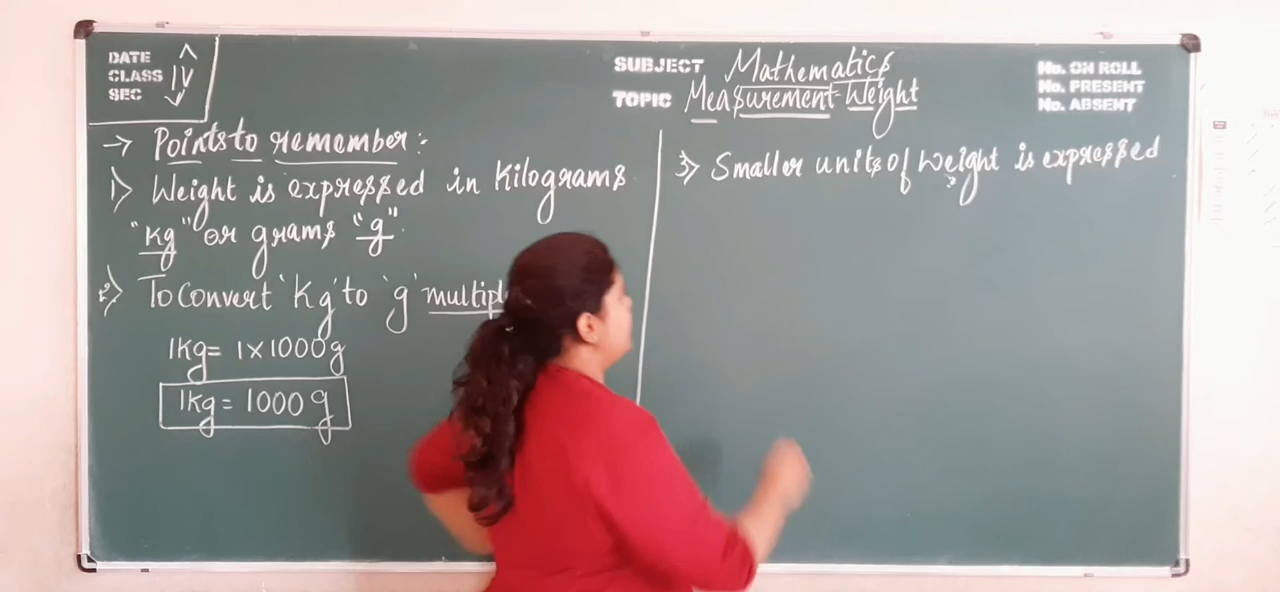 DATE
CLASS IV
SEC
SUBJECT Mathematics
TOPIC Measurement-Weight
No. ON ROLL
No. PRESENT
No. ABSENT
→ Points to remember:-
1) Weight is expressed in Kilograms
"Kg" or grams "g".
2) To Convert 'Kg' to 'g'
1kg= 1 X 1000g
1kg= 1000 g
3) Smaller units of weight is expressed